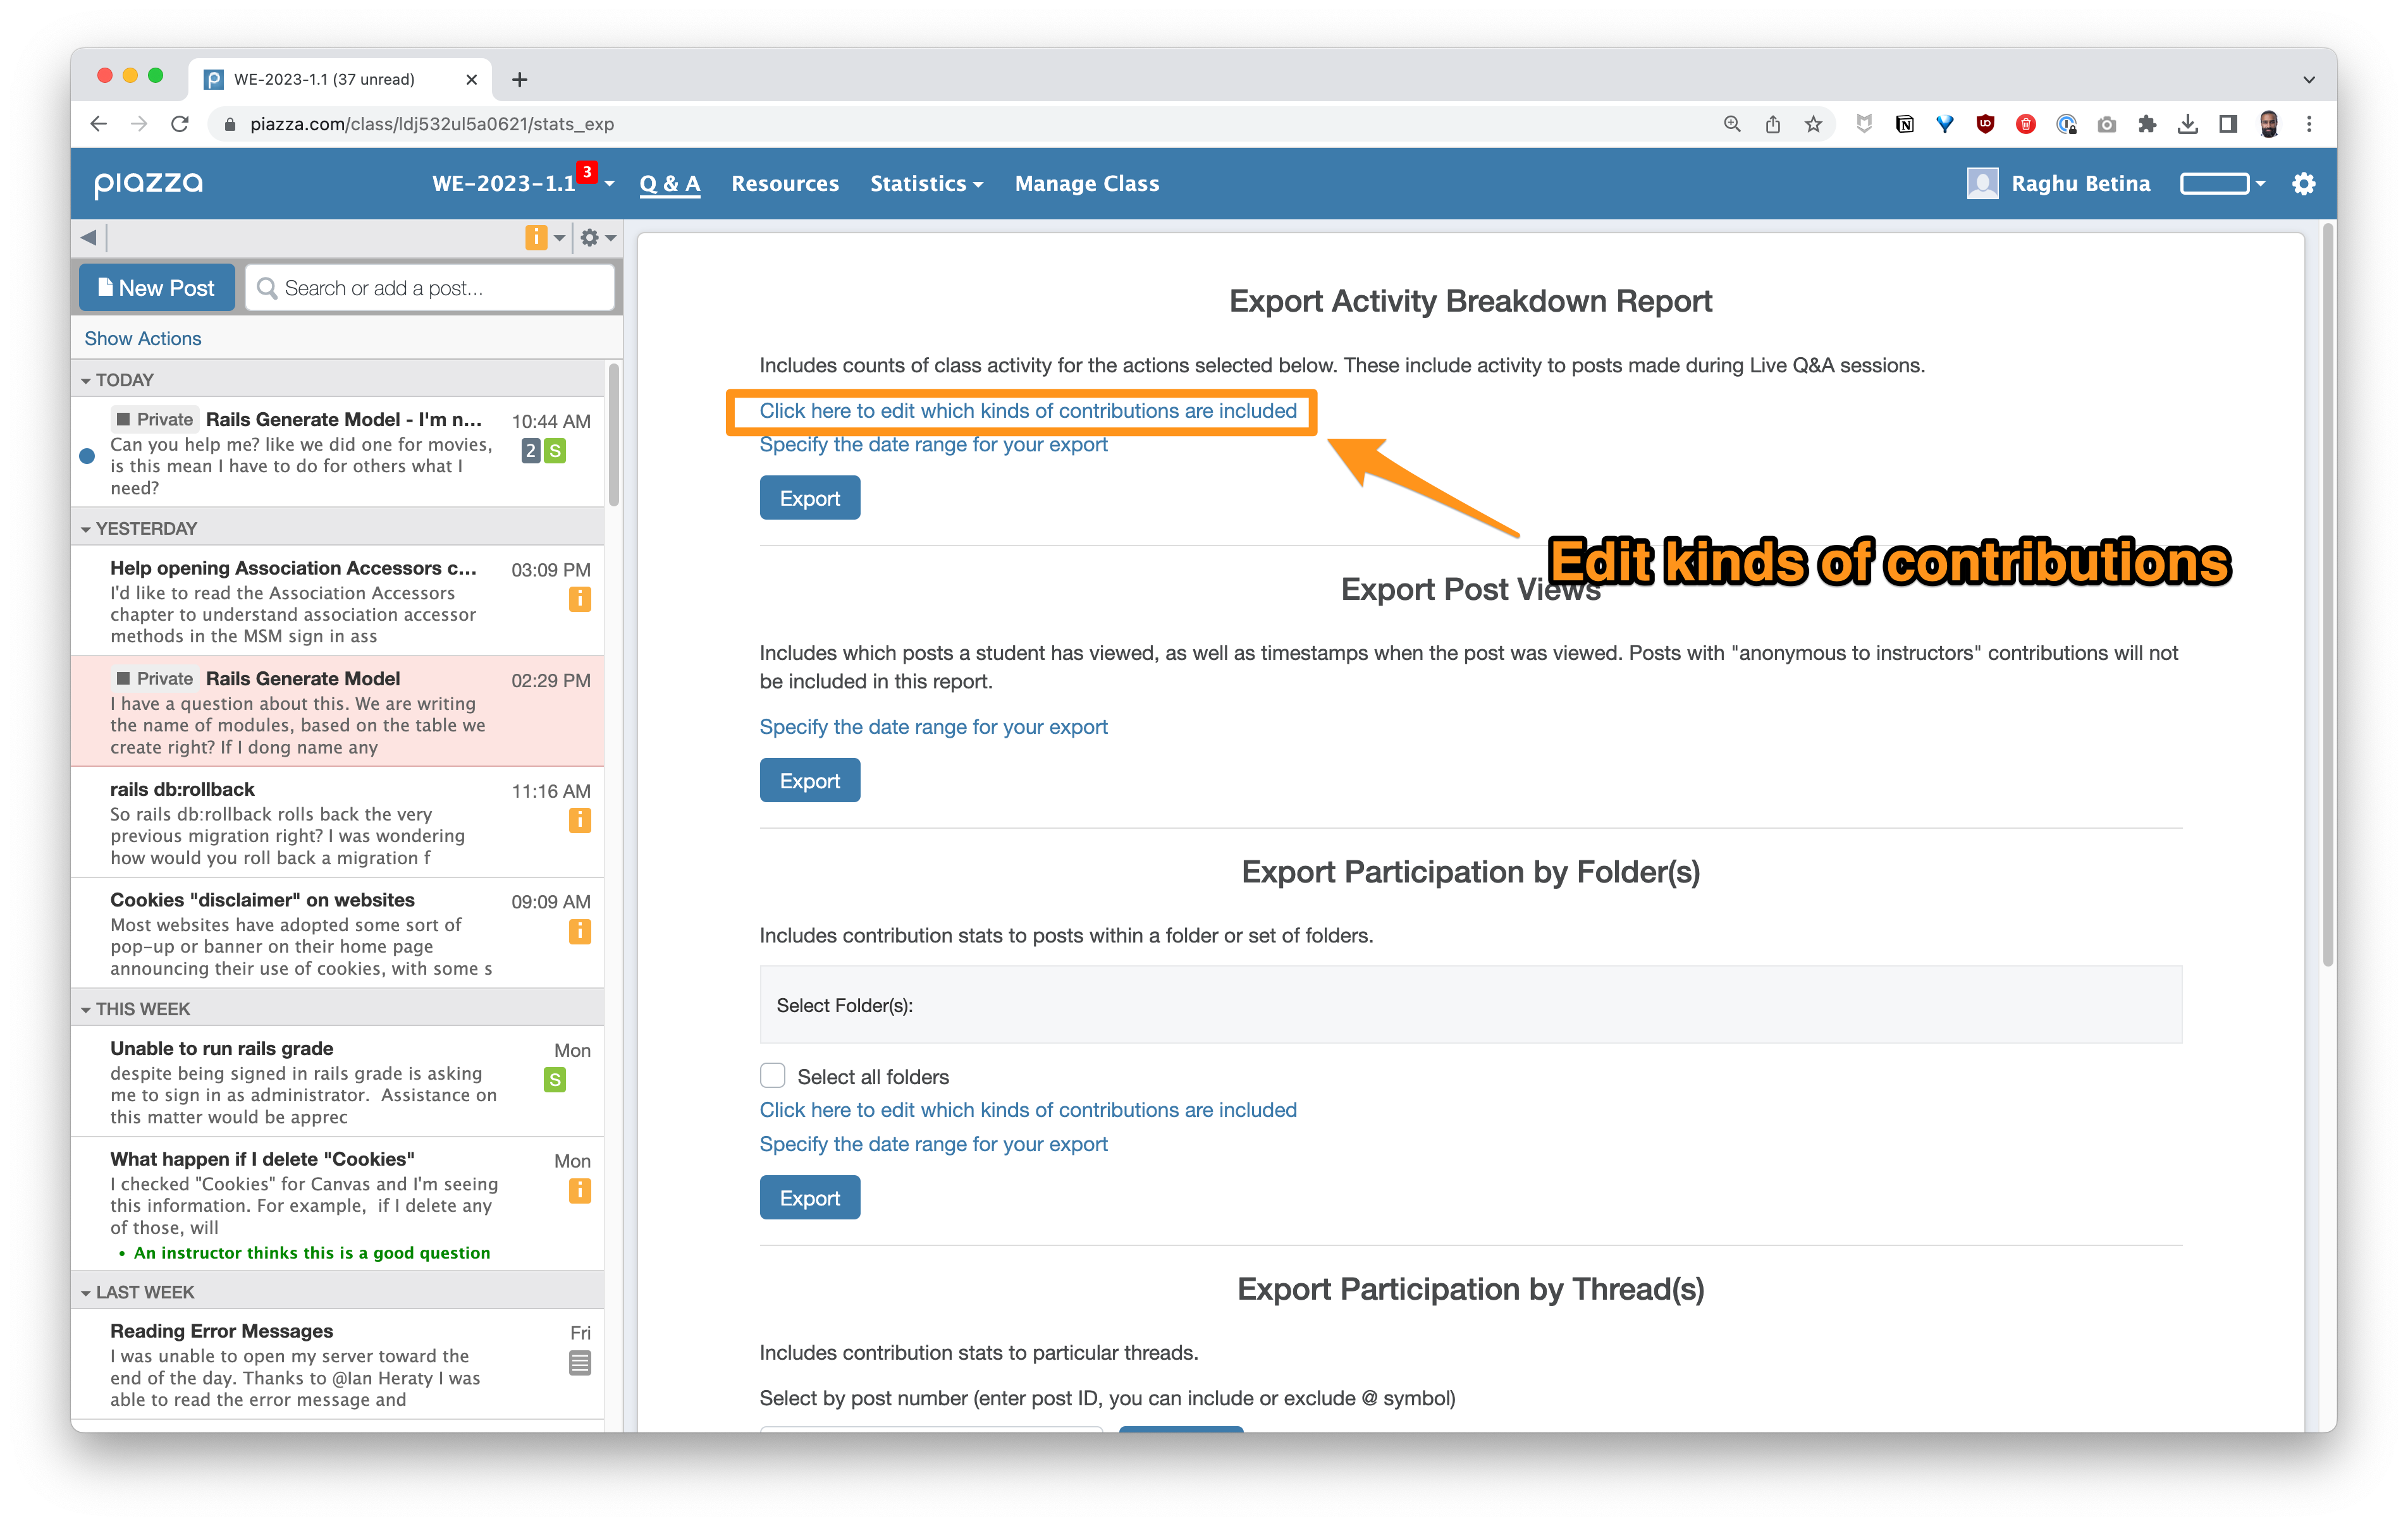 WE-2023-1.1 (37 unread)
piazza.com/class/ldj532ul5a0621/stats_exp
piazza
WE-2023-1.1
3
Q & A
Resources
Statistics
Manage Class
Raghu Betina
New Post
Search or add a post...
Show Actions
TODAY
Private Rails Generate Model - I'm n... 10:44 AM
Can you help me? like we did one for movies,
is this mean I have to do for others what I
need?
2 S
YESTERDAY
Help opening Association Accessors c... 03:09 PM
I'd like to read the Association Accessors
chapter to understand association accessor
methods in the MSM sign in ass
i
Private Rails Generate Model 02:29 PM
I have a question about this. We are writing
the name of modules, based on the table we
create right? If I dong name any
rails db:rollback 11:16 AM
So rails db:rollback rolls back the very
previous migration right? I was wondering
how would you roll back a migration f
i
Cookies "disclaimer" on websites 09:09 AM
Most websites have adopted some sort of
pop-up or banner on their home page
announcing their use of cookies, with some s
i
THIS WEEK
Unable to run rails grade Mon
despite being signed in rails grade is asking
me to sign in as administrator. Assistance on
this matter would be apprec
S
What happen if I delete "Cookies" Mon
I checked "Cookies" for Canvas and I'm seeing
this information. For example, if I delete any
of those, will
i
• An instructor thinks this is a good question
LAST WEEK
Reading Error Messages Fri
I was unable to open my server toward the
end of the day. Thanks to @Ian Heraty I was
able to read the error message and
Export Activity Breakdown Report
Includes counts of class activity for the actions selected below. These include activity to posts made during Live Q&A sessions.
Click here to edit which kinds of contributions are included
Specify the date range for your export
Export
Edit kinds of contributions
Export Post Views
Includes which posts a student has viewed, as well as timestamps when the post was viewed. Posts with "anonymous to instructors" contributions will not
be included in this report.
Specify the date range for your export
Export
Export Participation by Folder(s)
Includes contribution stats to posts within a folder or set of folders.
Select Folder(s):
Select all folders
Click here to edit which kinds of contributions are included
Specify the date range for your export
Export
Export Participation by Thread(s)
Includes contribution stats to particular threads.
Select by post number (enter post ID, you can include or exclude @ symbol)